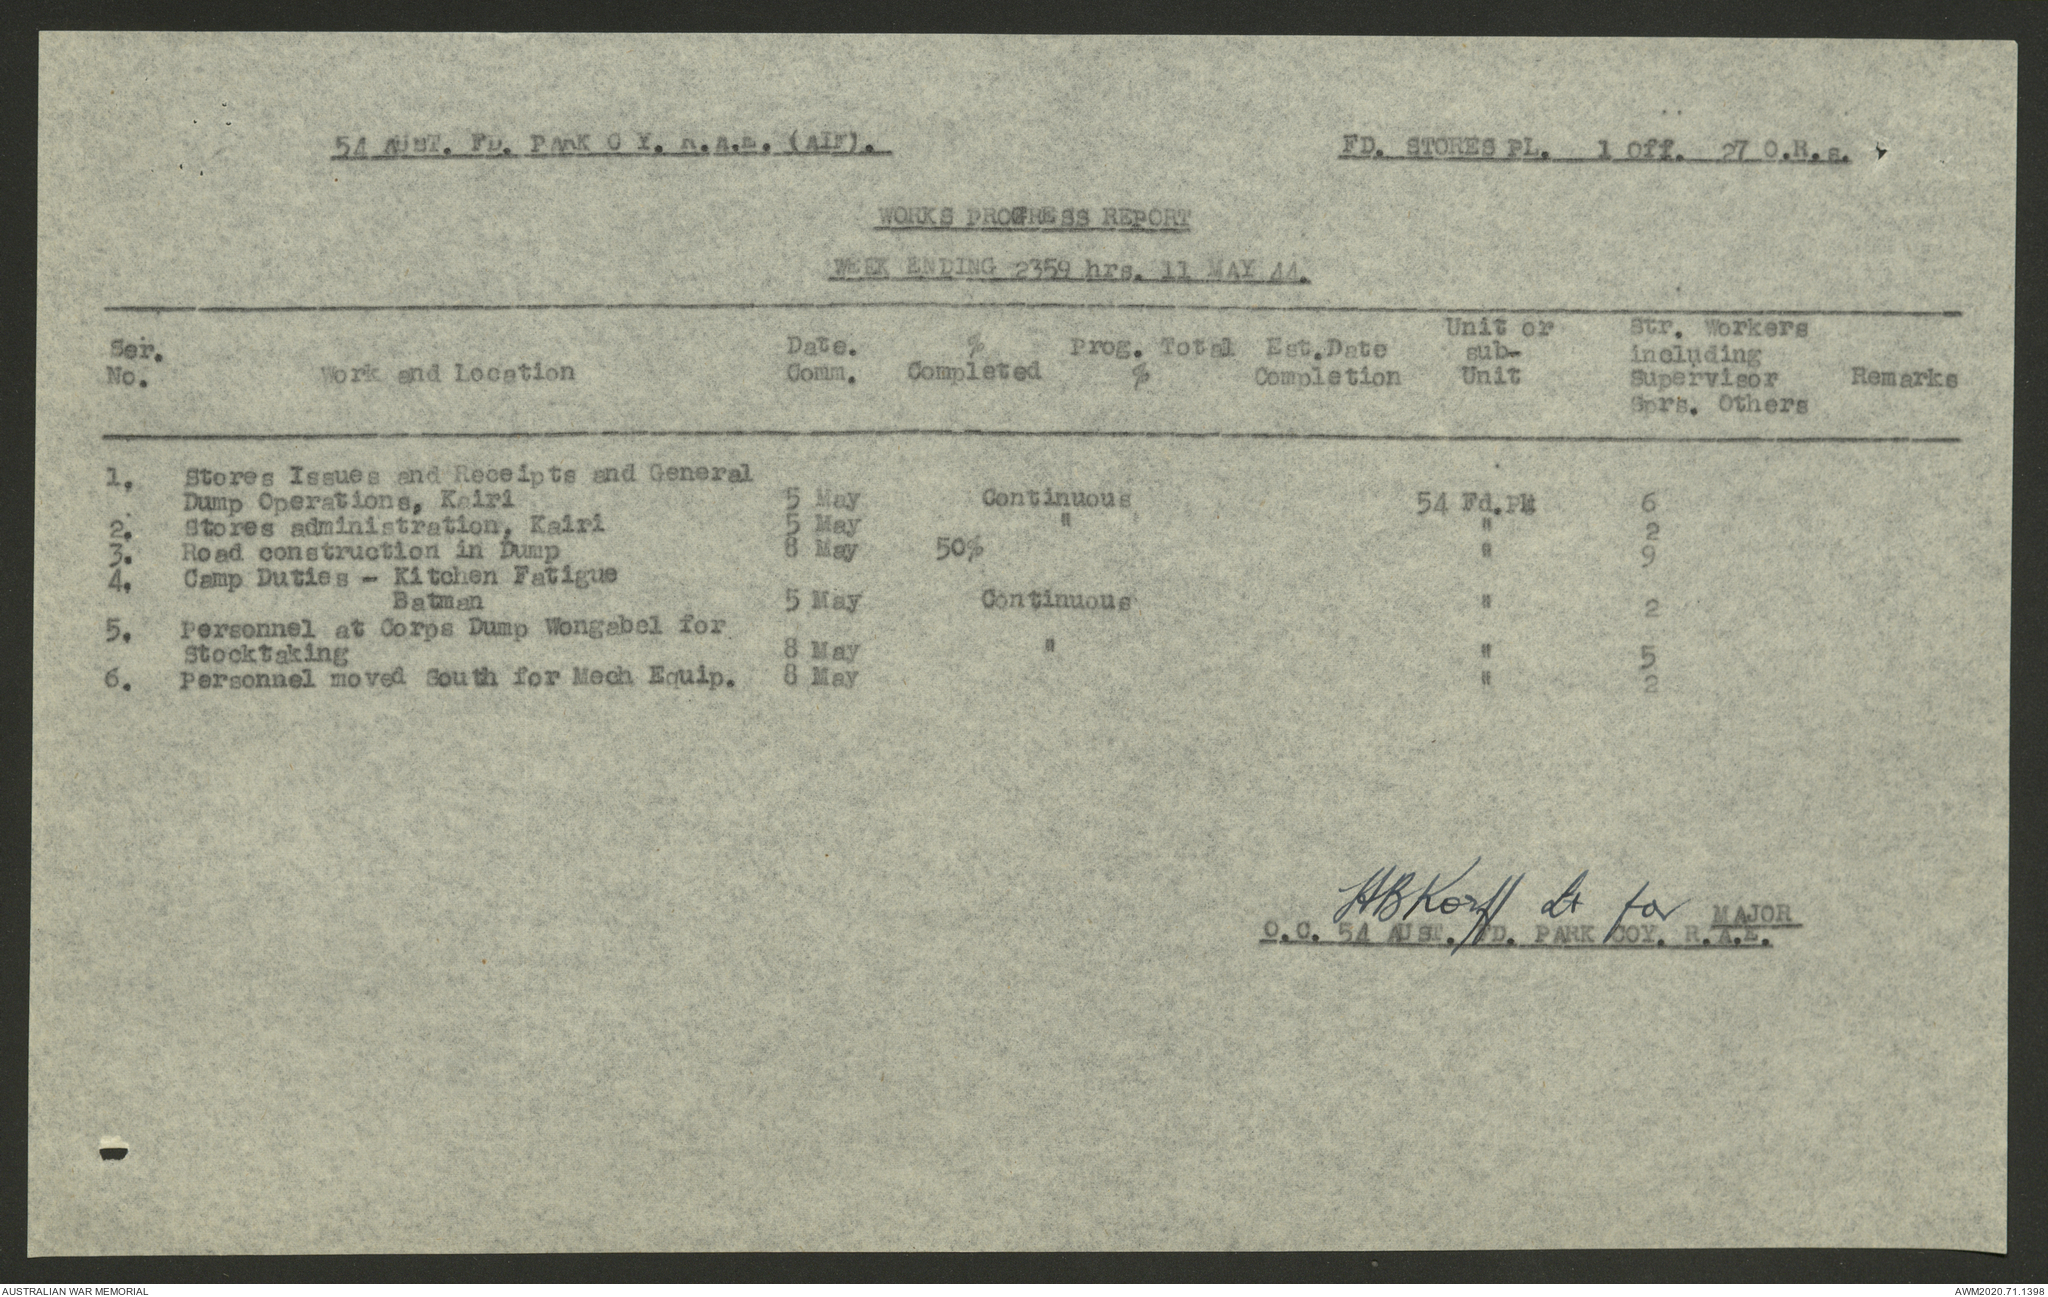 54 AUST. FD. PARK C Y. R.A.E. (AIF). FD. STORES PL. 1 Off. 27 O.R.s.
WORKS PROGRESS REPORT
WEEK ENDING 2359 hrs. 11 MAY 44.
Ser. No. Work and Location Date. Comm. % Completed Prog. Total % Est.Date Completion Unit or sub-Unit Str. Workers including Supervisor Sprs. Others Remarks
1. Stores Issues and Receipts and General
Dump Operations, Kairi 5 May Continuous 54 Fd.Pk 6
2. Stores administration, Kairi 5 May " " 2
3. Road construction in Dump 8 May 50% " 9
4. Camp Duties - Kitchen Fatigue
Batman 5 May Continuous " 2
5. Personnel at Corps Dump Wongabel for
Stocktaking 8 May " " 5
6. Personnel moved South for Mech Equip. 8 May " 2
HBKorff Lt for MAJOR
O.C. 54 AUST. FD. PARK COY. R.A.E.
AUSTRALIAN WAR MEMORIAL AWM2020.71.1398